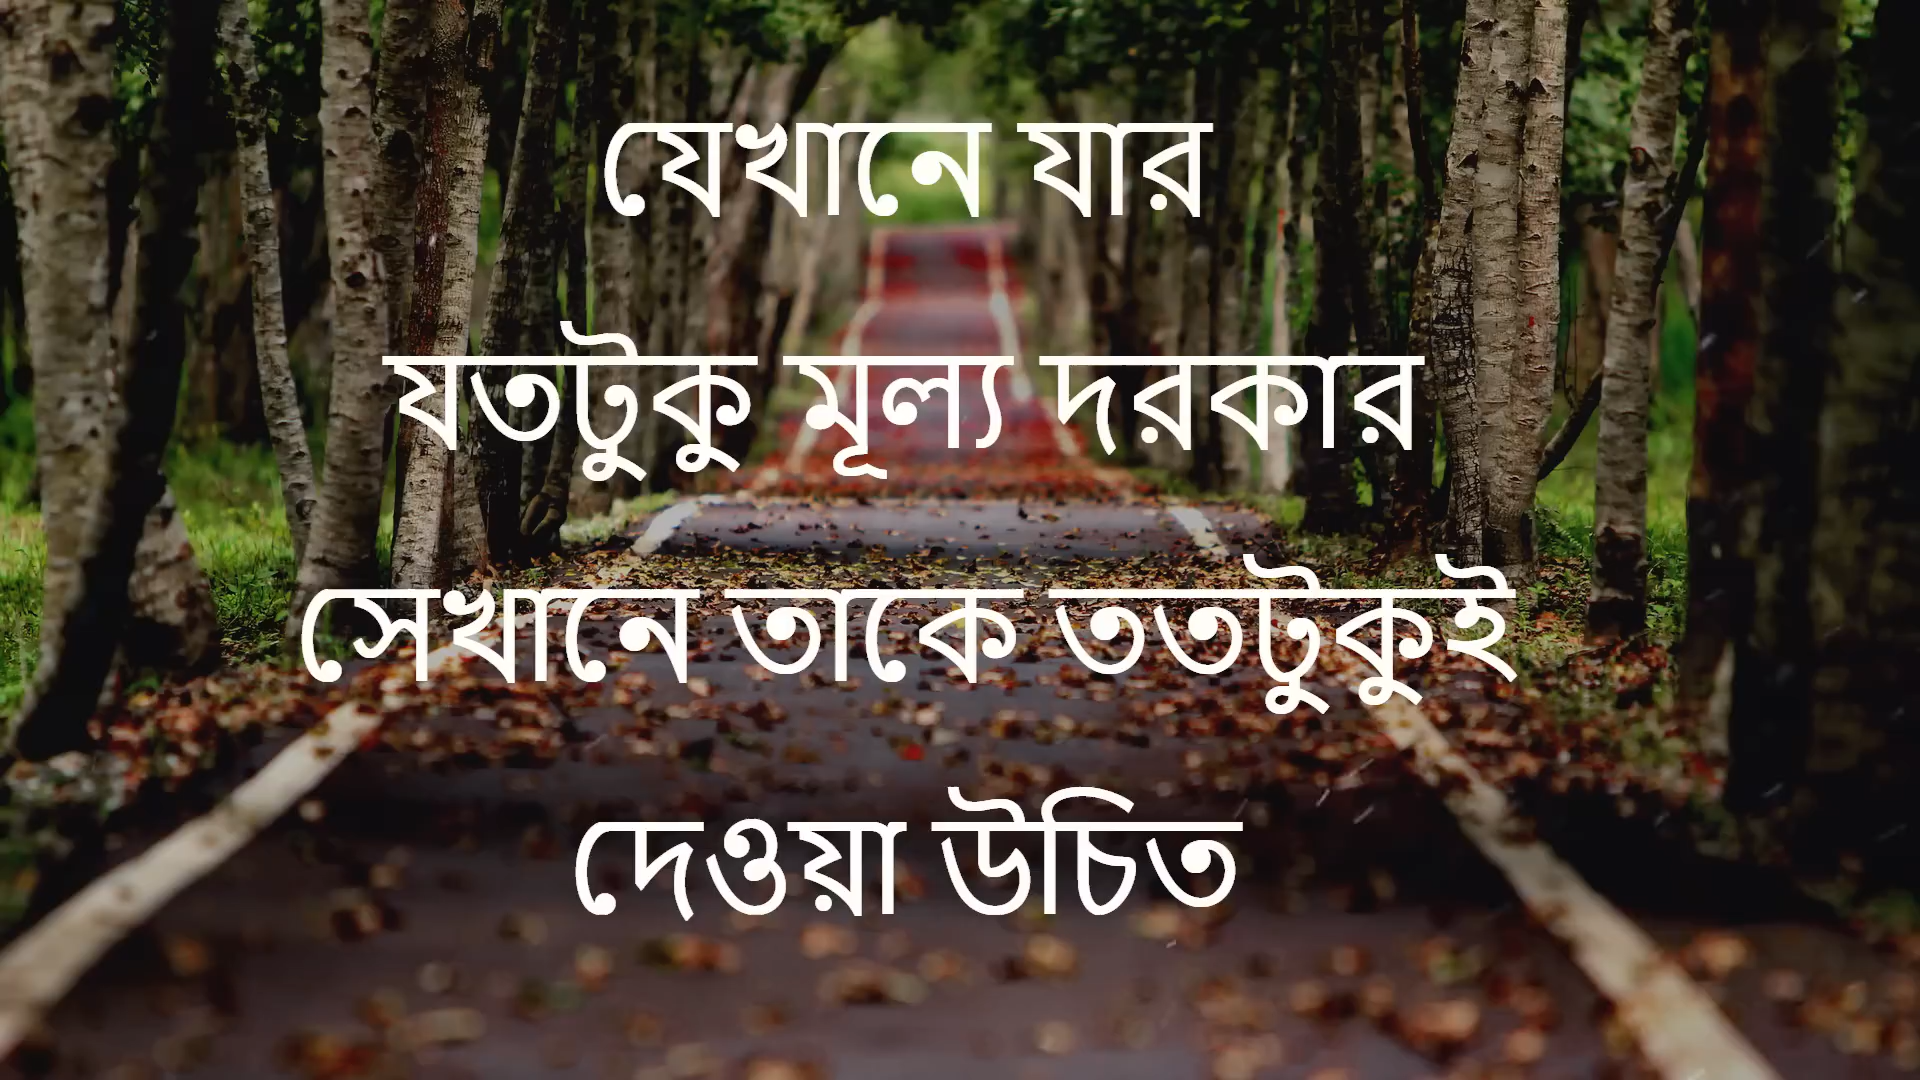 যেখানে যার
যতটুকু মূল্য দরকার
সেখানে তাকে ততটুকুই
দেওয়া উচিত